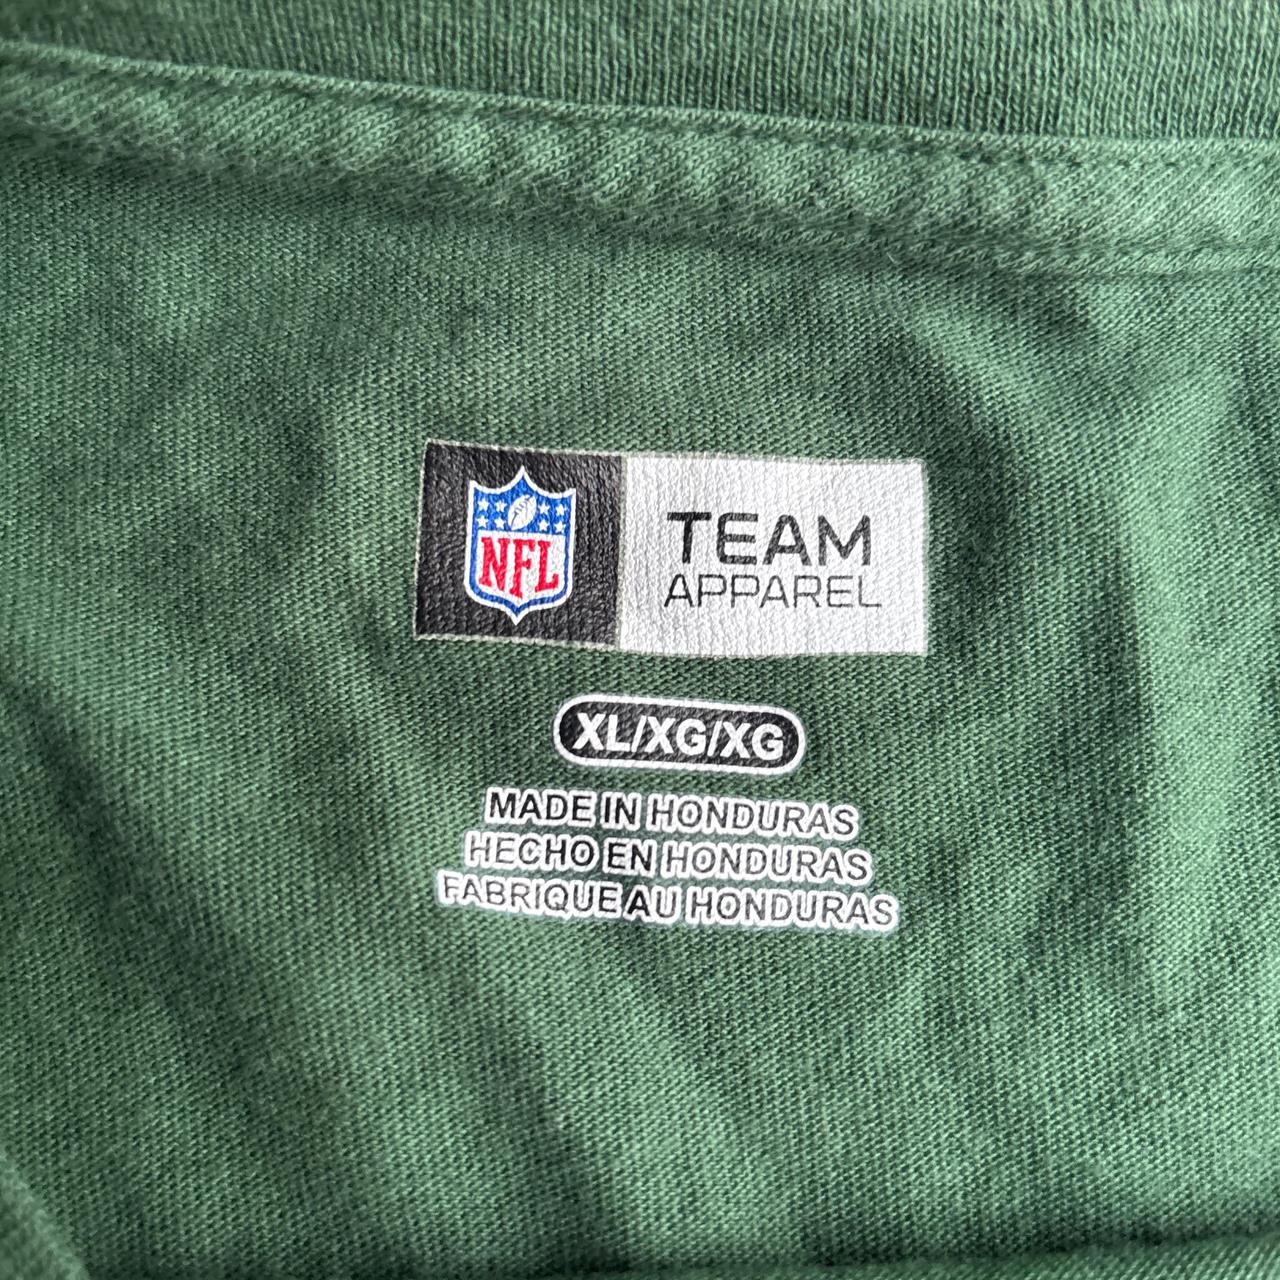 NFL
TEAM
APPAREL
XL/XG/XG
MADE IN HONDURAS
HECHO EN HONDURAS
FABRIQUE AU HONDURAS